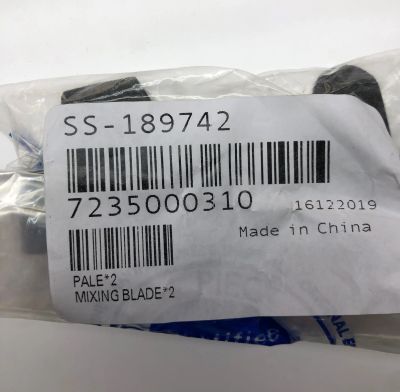 SS-189742
7235000310
16122019
Made in China
PALE*2
MIXING BLADE*2